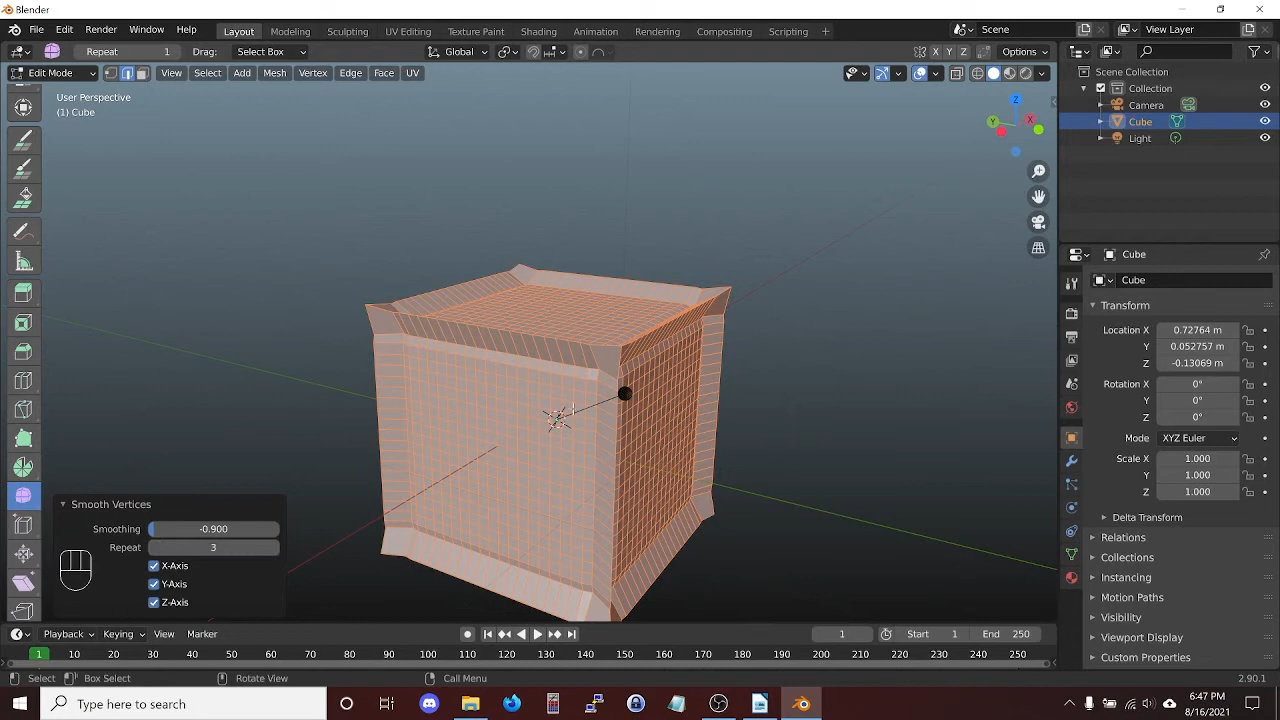 Blender
File Edit Render Window Help Layout Modeling Sculpting UV Editing Texture Paint Shading Animation Rendering Compositing Scripting + Scene View Layer
Repeat 1 Drag: Select Box Global X Y Z Options
Edit Mode View Select Add Mesh Vertex Edge Face UV
User Perspective
(1) Cube
Z
Y X
Scene Collection
Collection
Camera
Cube
Light
Cube
Cube
Transform
Location X 0.72764 m
Y 0.052757 m
Z -0.13069 m
Rotation X 0°
Y 0°
Z 0°
Mode XYZ Euler
Scale X 1.000
Y 1.000
Z 1.000
Delta Transform
Relations
Collections
Instancing
Motion Paths
Visibility
Viewport Display
Custom Properties
Smooth Vertices
Smoothing -0.900
Repeat 3
X-Axis
Y-Axis
Z-Axis
Playback Keying View Marker 1 Start 1 End 250
1 10 20 30 40 50 60 70 80 90 100 110 120 130 140 150 160 170 180 190 200 210 220 230 240 250
Select Box Select Rotate View Call Menu 2.90.1
Type here to search
6:47 PM
8/16/2021